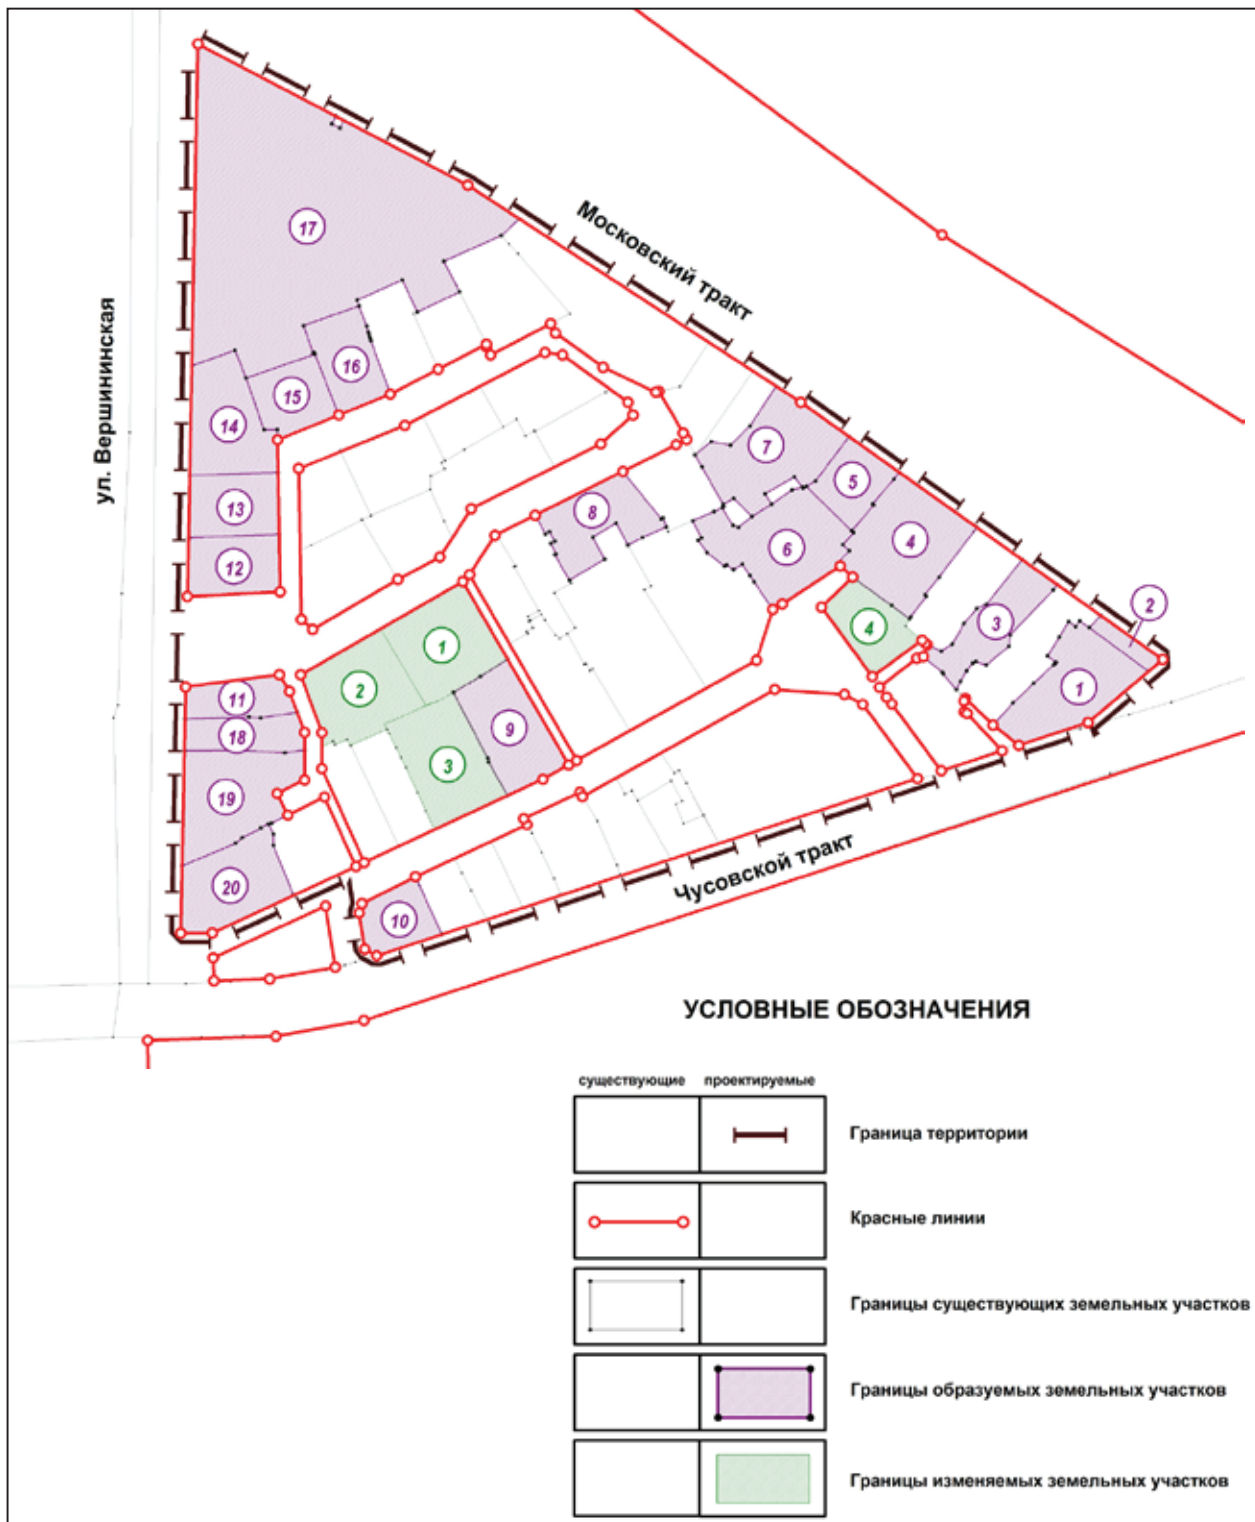 17
Московский тракт
ул. Вершининская
16
15
14
13
12
7
5
8
6
4
4
3
2
1
1
2
3
9
11
18
19
20
10
Чусовской тракт
УСЛОВНЫЕ ОБОЗНАЧЕНИЯ
существующие проектируемые
Граница территории
Красные линии
Границы существующих земельных участков
Границы образуемых земельных участков
Границы изменяемых земельных участков